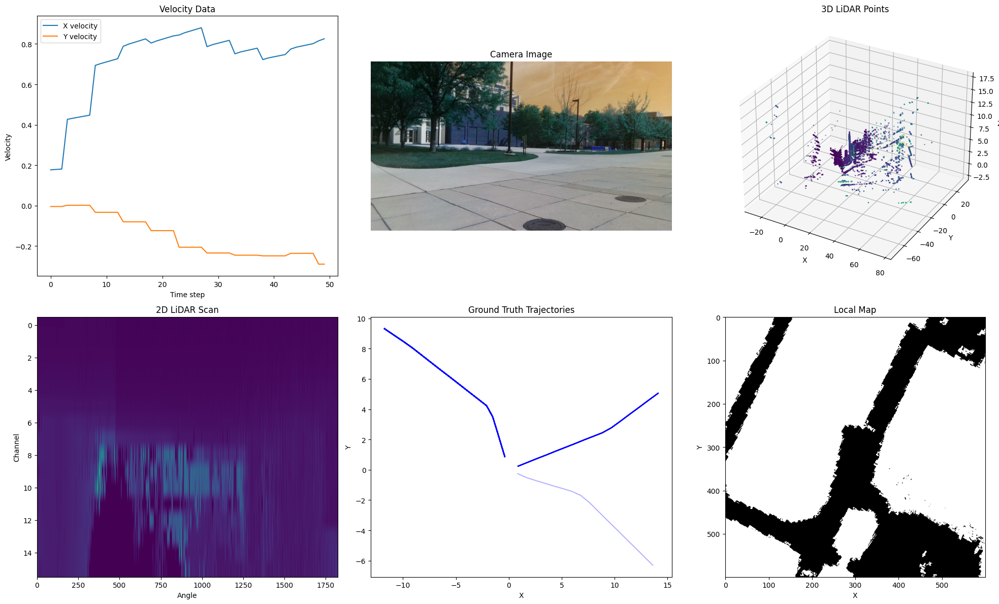 Velocity Data
X velocity
Y velocity
0.8
0.6
0.4
0.2
0.0
−0.2
Velocity
0 10 20 30 40 50
Time step
Camera Image
3D LiDAR Points
17.5
15.0
12.5
10.0
7.5
5.0
2.5
0.0
−2.5
Z
20
0
−20
−40
−60
Y
−20 0 20 40 60 80
X
2D LiDAR Scan
0
2
4
6
8
10
12
14
Channel
0 250 500 750 1000 1250 1500 1750
Angle
Ground Truth Trajectories
10
8
6
4
2
0
−2
−4
−6
Y
−10 −5 0 5 10 15
X
Local Map
0
100
200
300
400
500
Y
0 100 200 300 400 500
X